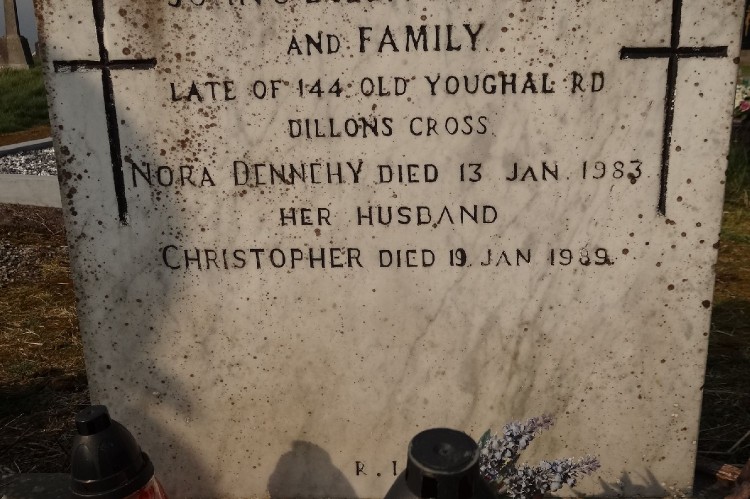 AND FAMILY
LATE OF 144 OLD YOUGHAL RD
DILLONS CROSS
NORA DENNEHY DIED 13 JAN 1983
HER HUSBAND
CHRISTOPHER DIED 19 JAN 1989
R.I